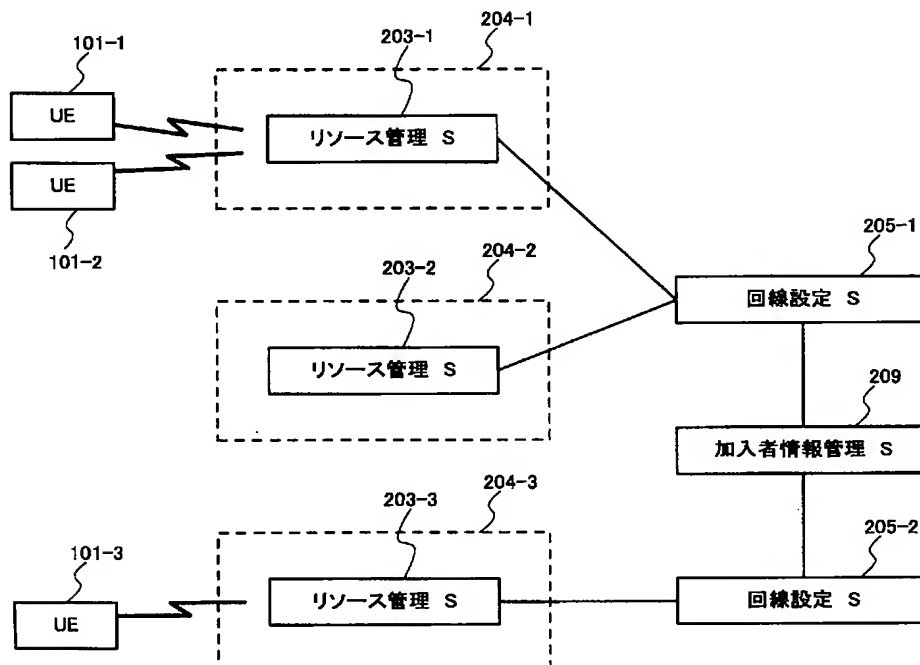 204-1
203-1
101-1
UE
リソース管理 S
UE
101-2
204-2
203-2
205-1
回線設定 S
リソース管理 S
209
加入者情報管理 S
204-3
203-3
205-2
101-3
リソース管理 S
回線設定 S
UE